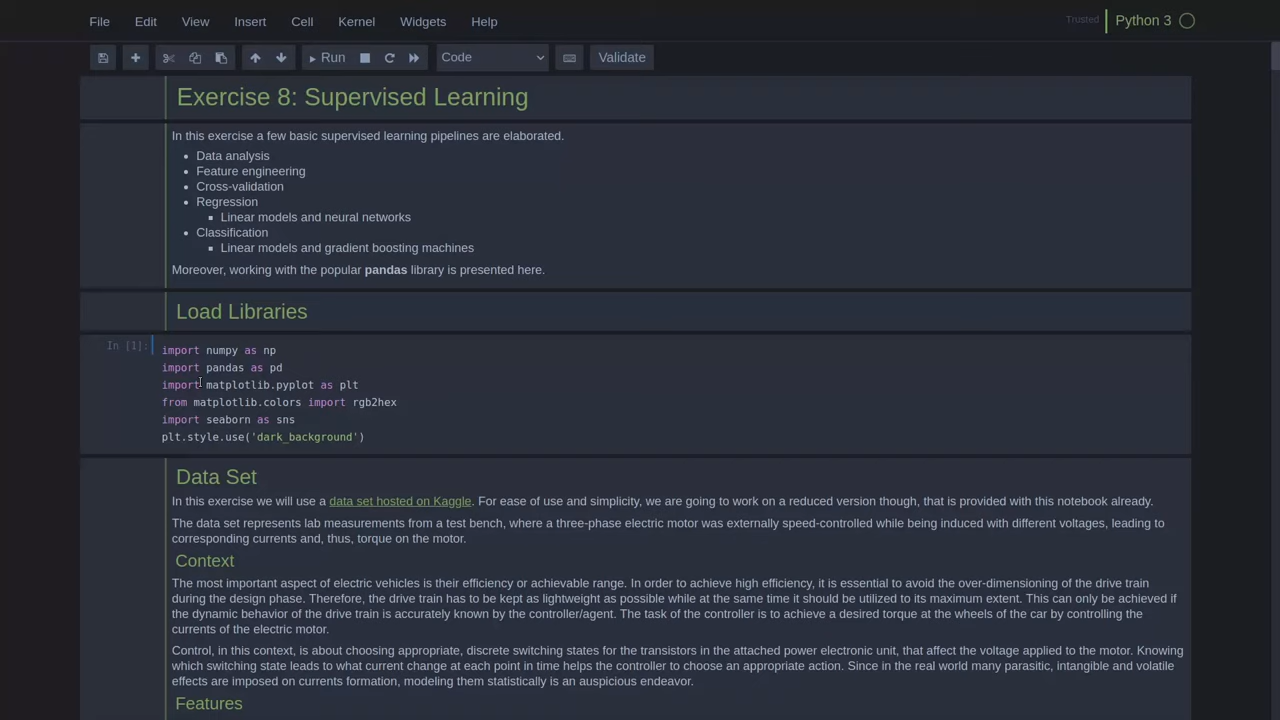 File Edit View Insert Cell Kernel Widgets Help Trusted Python 3
Run Code Validate
Exercise 8: Supervised Learning
In this exercise a few basic supervised learning pipelines are elaborated.
Data analysis
Feature engineering
Cross-validation
Regression
Linear models and neural networks
Classification
Linear models and gradient boosting machines
Moreover, working with the popular pandas library is presented here.
Load Libraries
In [1]:
import numpy as np
import pandas as pd
import matplotlib.pyplot as plt
from matplotlib.colors import rgb2hex
import seaborn as sns
plt.style.use('dark_background')
Data Set
In this exercise we will use a data set hosted on Kaggle. For ease of use and simplicity, we are going to work on a reduced version though, that is provided with this notebook already.
The data set represents lab measurements from a test bench, where a three-phase electric motor was externally speed-controlled while being induced with different voltages, leading to
corresponding currents and, thus, torque on the motor.
Context
The most important aspect of electric vehicles is their efficiency or achievable range. In order to achieve high efficiency, it is essential to avoid the over-dimensioning of the drive train
during the design phase. Therefore, the drive train has to be kept as lightweight as possible while at the same time it should be utilized to its maximum extent. This can only be achieved if
the dynamic behavior of the drive train is accurately known by the controller/agent. The task of the controller is to achieve a desired torque at the wheels of the car by controlling the
currents of the electric motor.
Control, in this context, is about choosing appropriate, discrete switching states for the transistors in the attached power electronic unit, that affect the voltage applied to the motor. Knowing
which switching state leads to what current change at each point in time helps the controller to choose an appropriate action. Since in the real world many parasitic, intangible and volatile
effects are imposed on currents formation, modeling them statistically is an auspicious endeavor.
Features